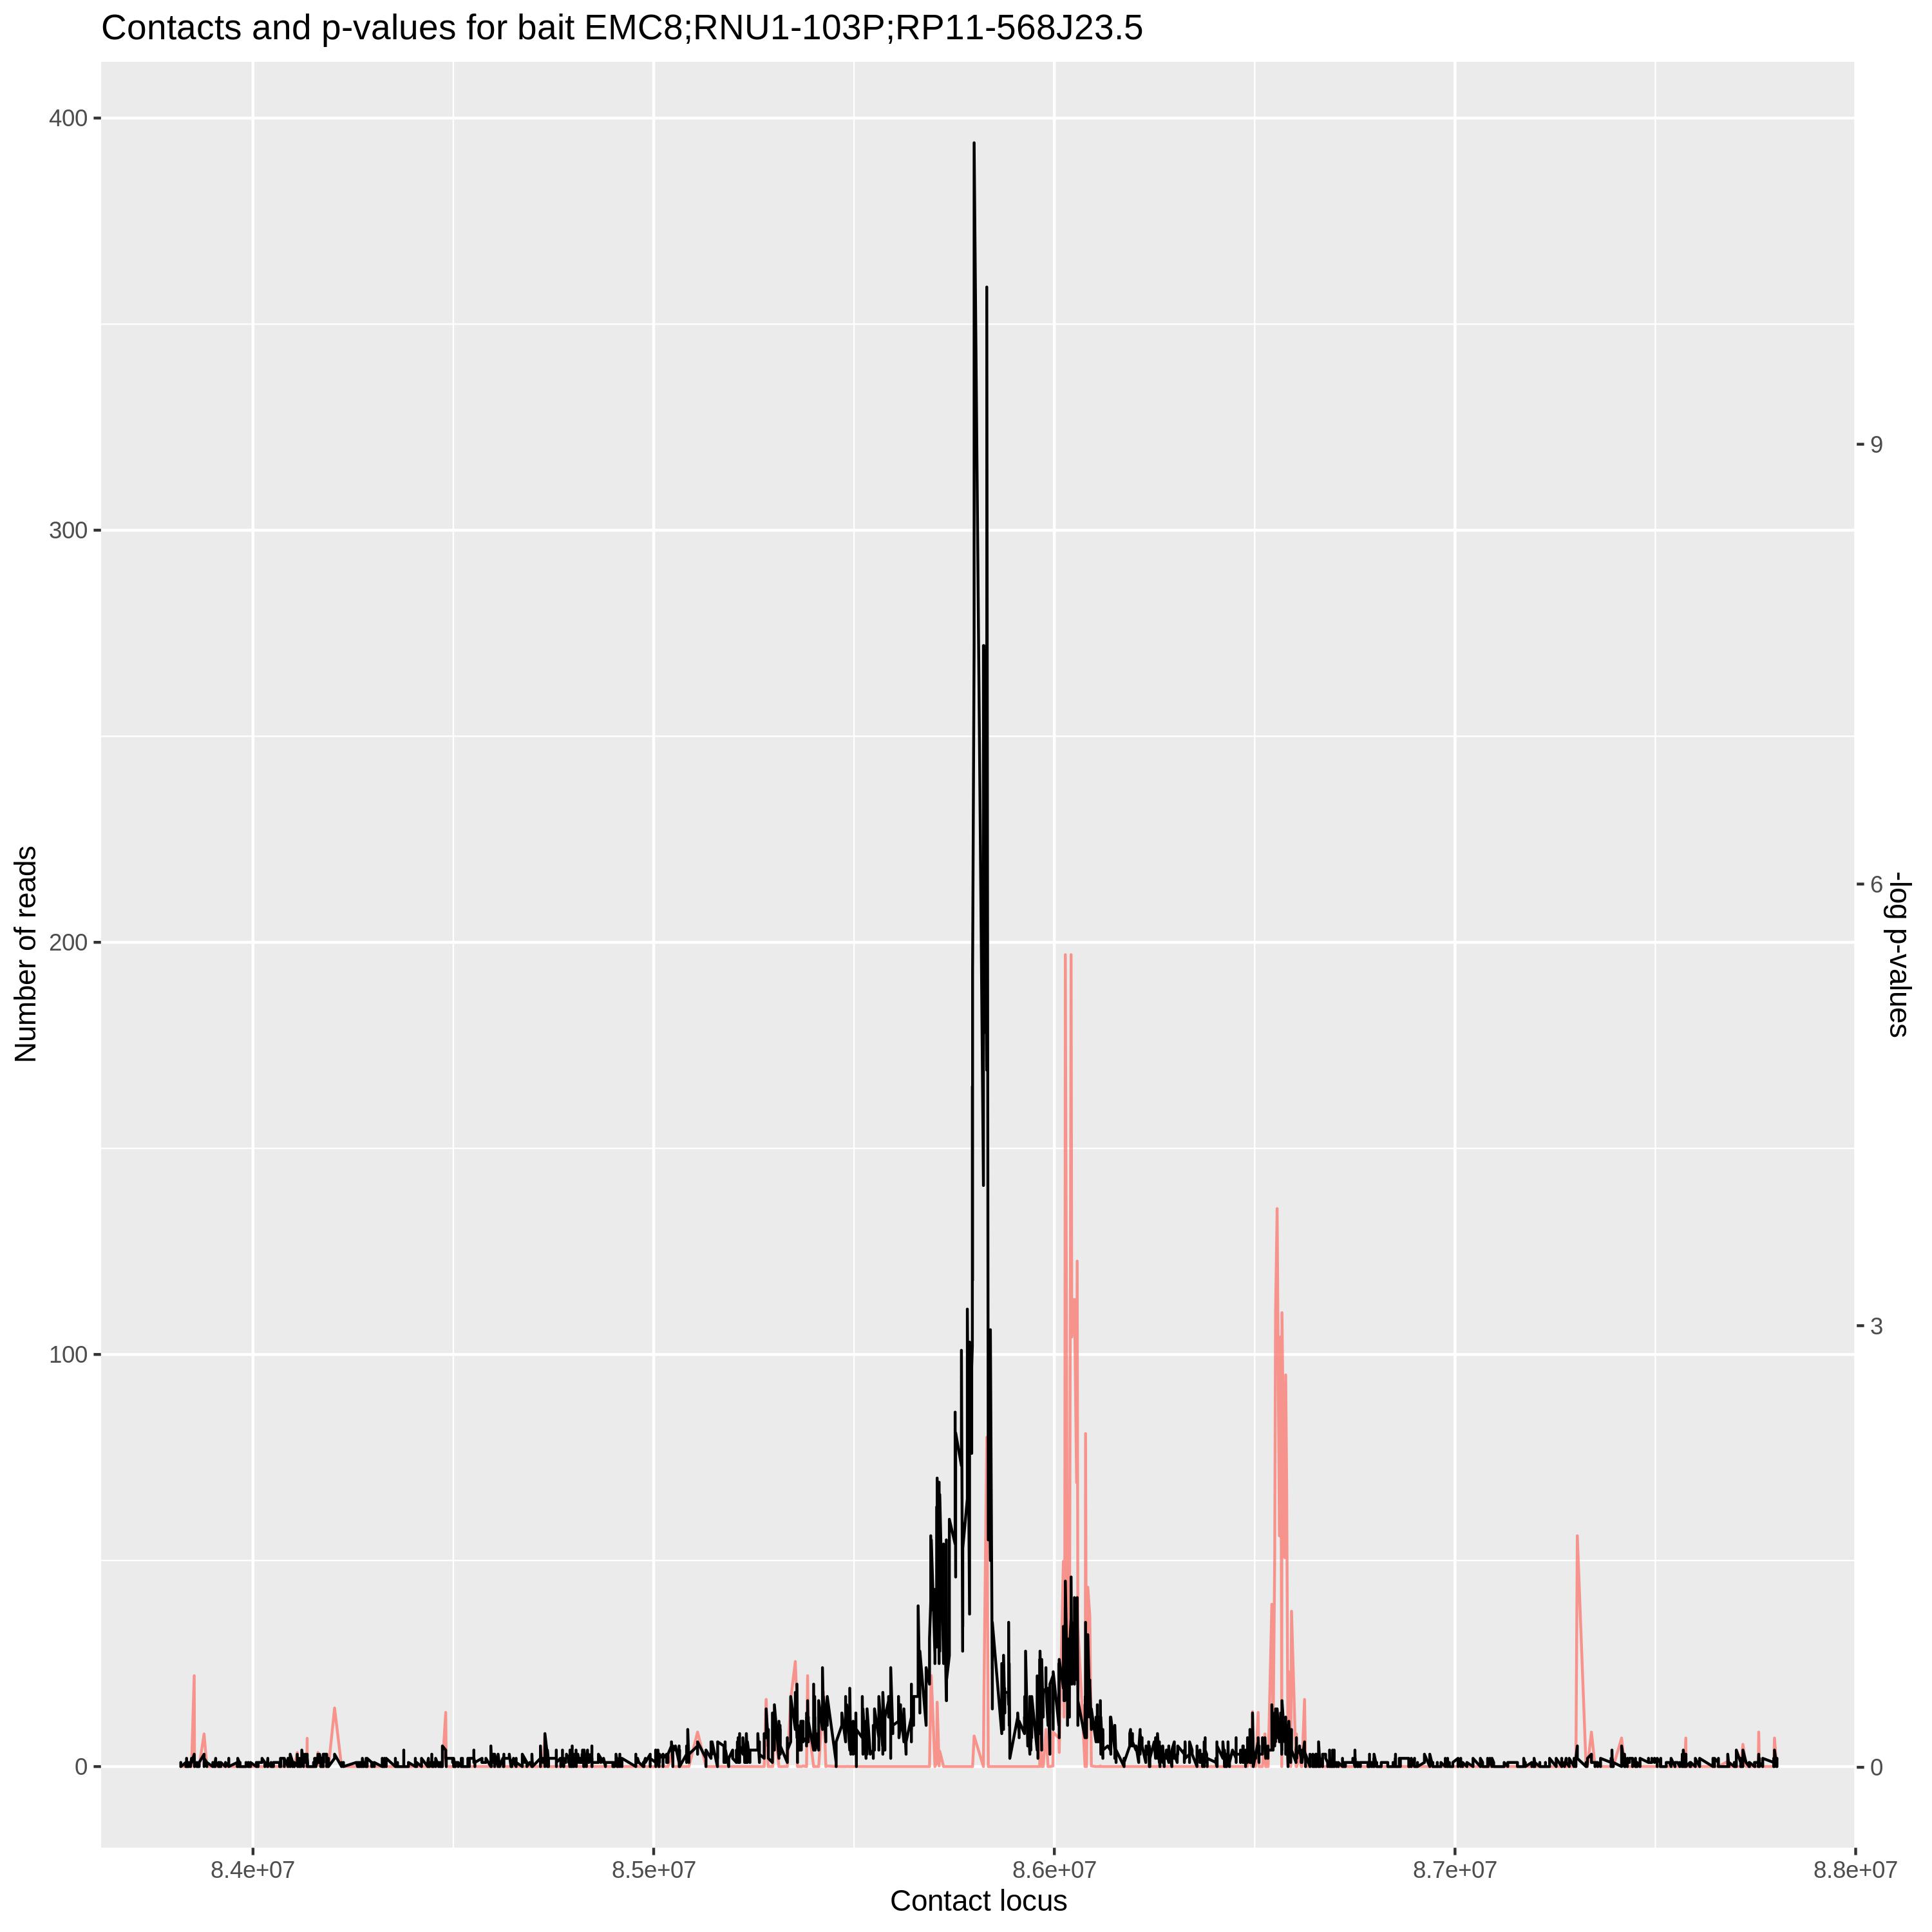 Contacts and p-values for bait EMC8;RNU1-103P;RP11-568J23.5
400
300
200
100
0
Number of reads
9
6
3
0
-log p-values
8.4e+07
8.5e+07
8.6e+07
8.7e+07
8.8e+07
Contact locus